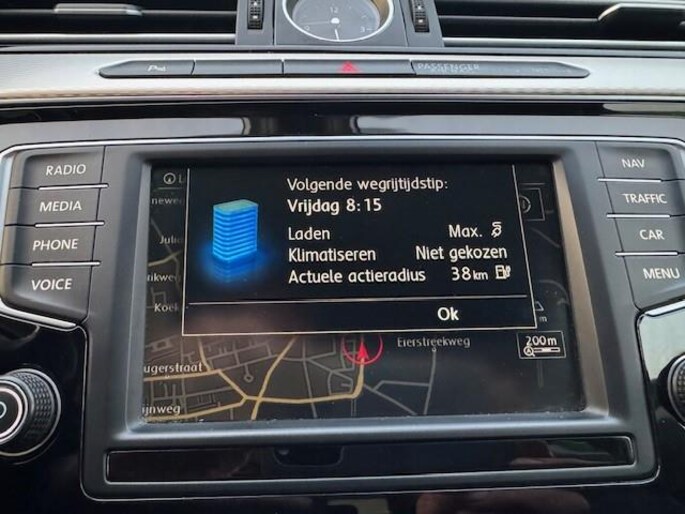 PASSENGER
RADIO
MEDIA
PHONE
VOICE
NAV
TRAFFIC
CAR
MENU
Volgende wegrijtijdstip:
Vrijdag 8:15
Laden Max.
Klimatiseren Niet gekozen
Actuele actieradius 38 km
Ok
Eierstreekweg
200 m
ugerstraat